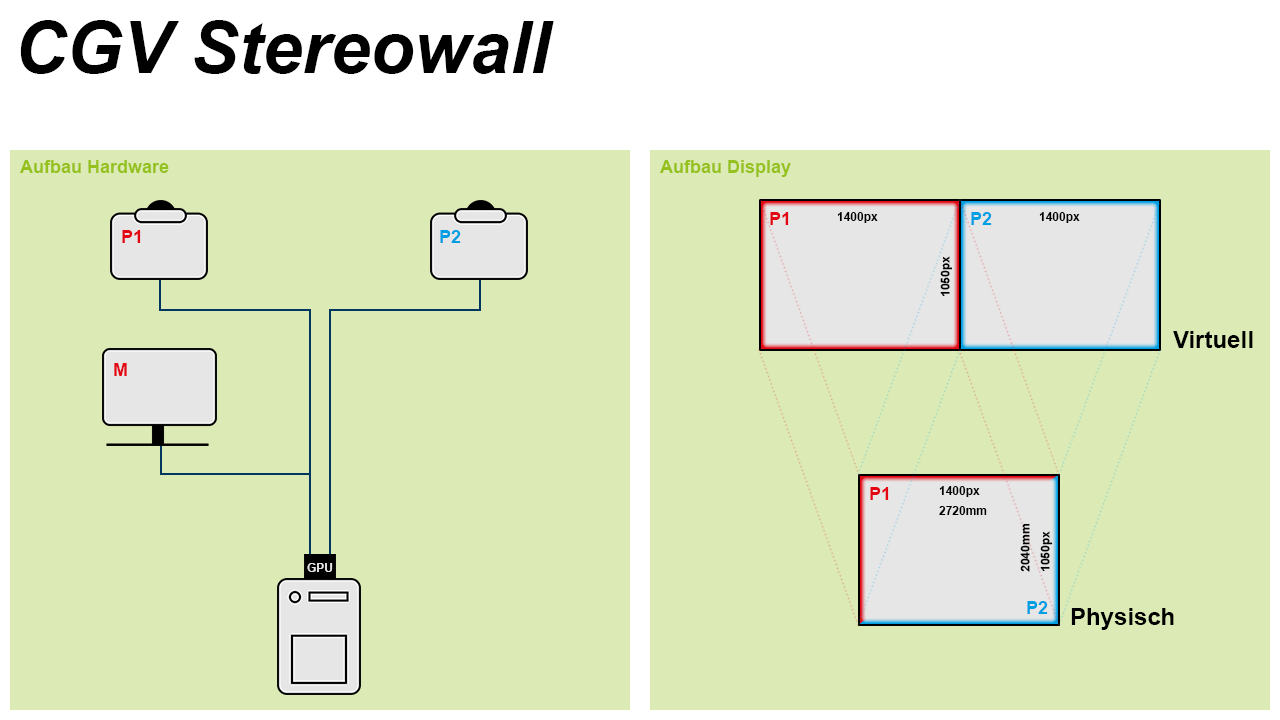 CGV Stereowall
Aufbau Hardware
P1
P2
M
GPU
Aufbau Display
P1
1400px
P2
1400px
1050px
Virtuell
P1
1400px
2720mm
2040mm
1050px
P2
Physisch